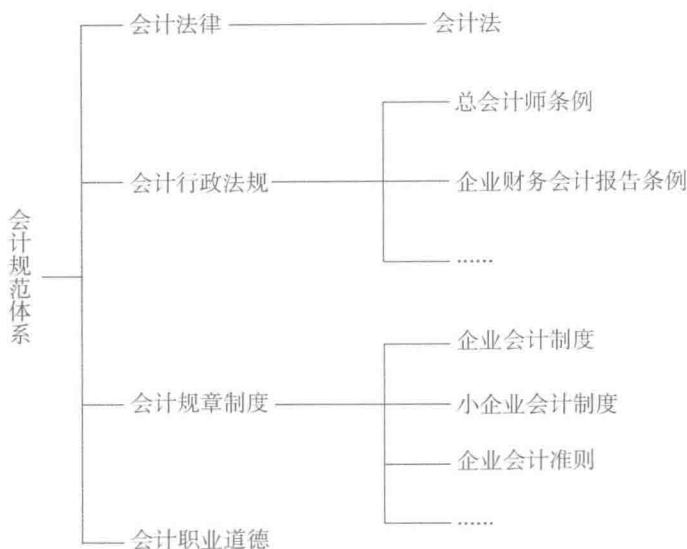 会计规范体系
会计法律
会计法
会计行政法规
总会计师条例
企业财务会计报告条例
……
会计规章制度
企业会计制度
小企业会计制度
企业会计准则
……
会计职业道德